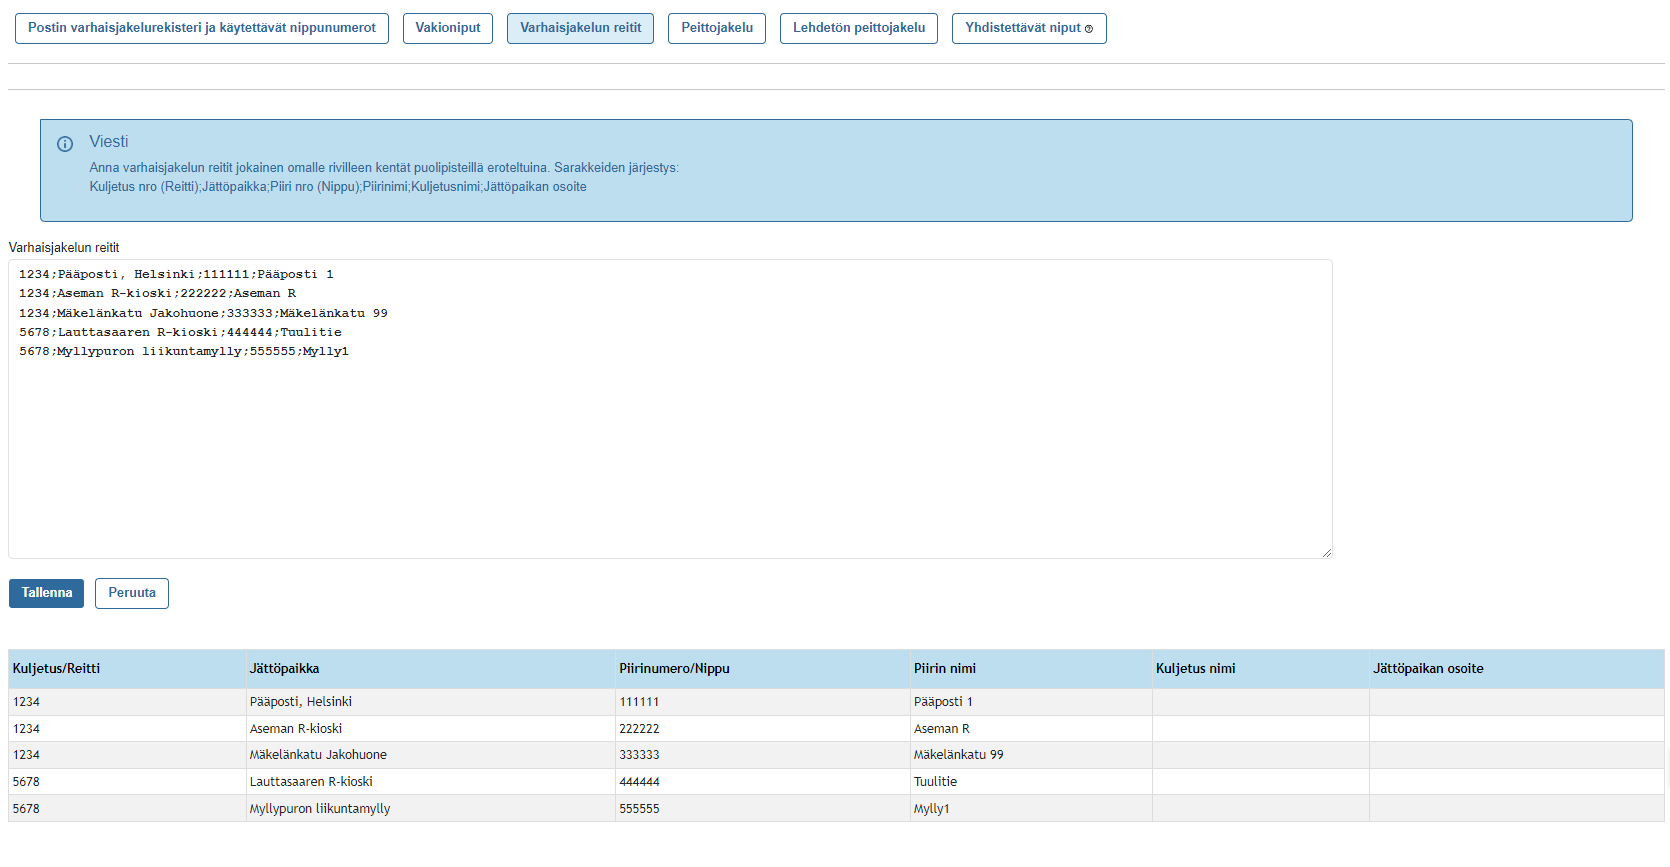 Postin varhaisjakelurekisteri ja käytettävät nippunumerot Vakioniput Varhaisjakelun reitit Peittojakelu Lehdetön peittojakelu Yhdistettävät niput
Viesti
Anna varhaisjakelun reitit jokainen omalle rivilleen kentät puolipisteillä eroteltuina. Sarakkeiden järjestys:
Kuljetus nro (Reitti);Jättöpaikka;Piiri nro (Nippu);Piirinimi;Kuljetusnimi;Jättöpaikan osoite
Varhaisjakelun reitit
1234;Pääposti, Helsinki;111111;Pääposti 1
1234;Aseman R-kioski;222222;Aseman R
1234;Mäkelänkatu Jakohuone;333333;Mäkelänkatu 99
5678;Lauttasaaren R-kioski;444444;Tuulitie
5678;Myllypuron liikuntamylly;555555;Mylly1
Tallenna Peruuta
Kuljetus/Reitti Jättöpaikka Piirinumero/Nippu Piirin nimi Kuljetus nimi Jättöpaikan osoite
1234 Pääposti, Helsinki 111111 Pääposti 1
1234 Aseman R-kioski 222222 Aseman R
1234 Mäkelänkatu Jakohuone 333333 Mäkelänkatu 99
5678 Lauttasaaren R-kioski 444444 Tuulitie
5678 Myllypuron liikuntamylly 555555 Mylly1